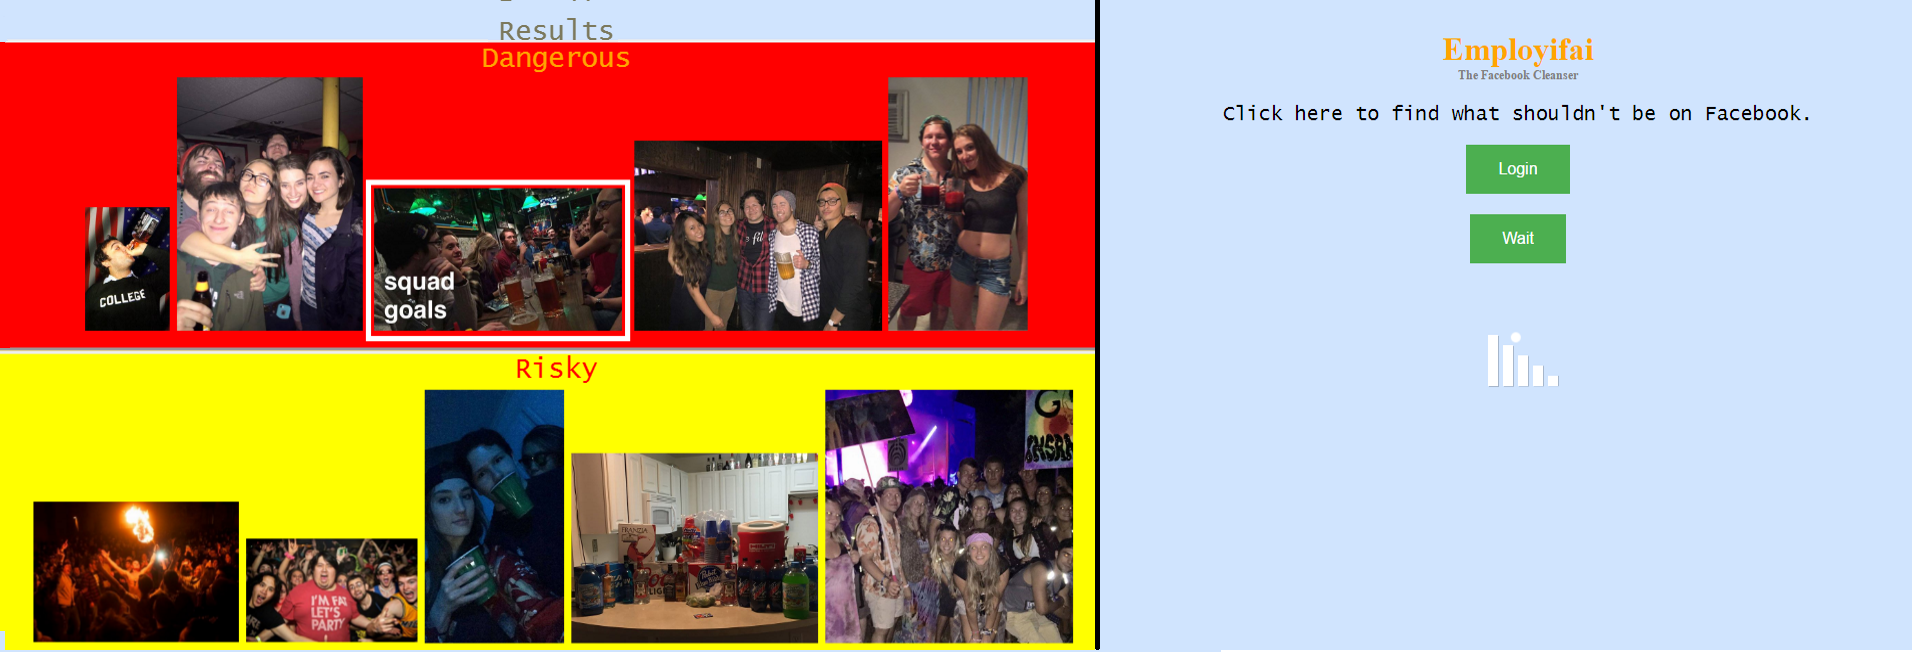 Results
Dangerous
COLLEGE
squad
goals
Risky
I'M FAT
LET'S
PARTY
!
FRANZIA
Employifai
The Facebook Cleanser
Click here to find what shouldn't be on Facebook.
Login
Wait